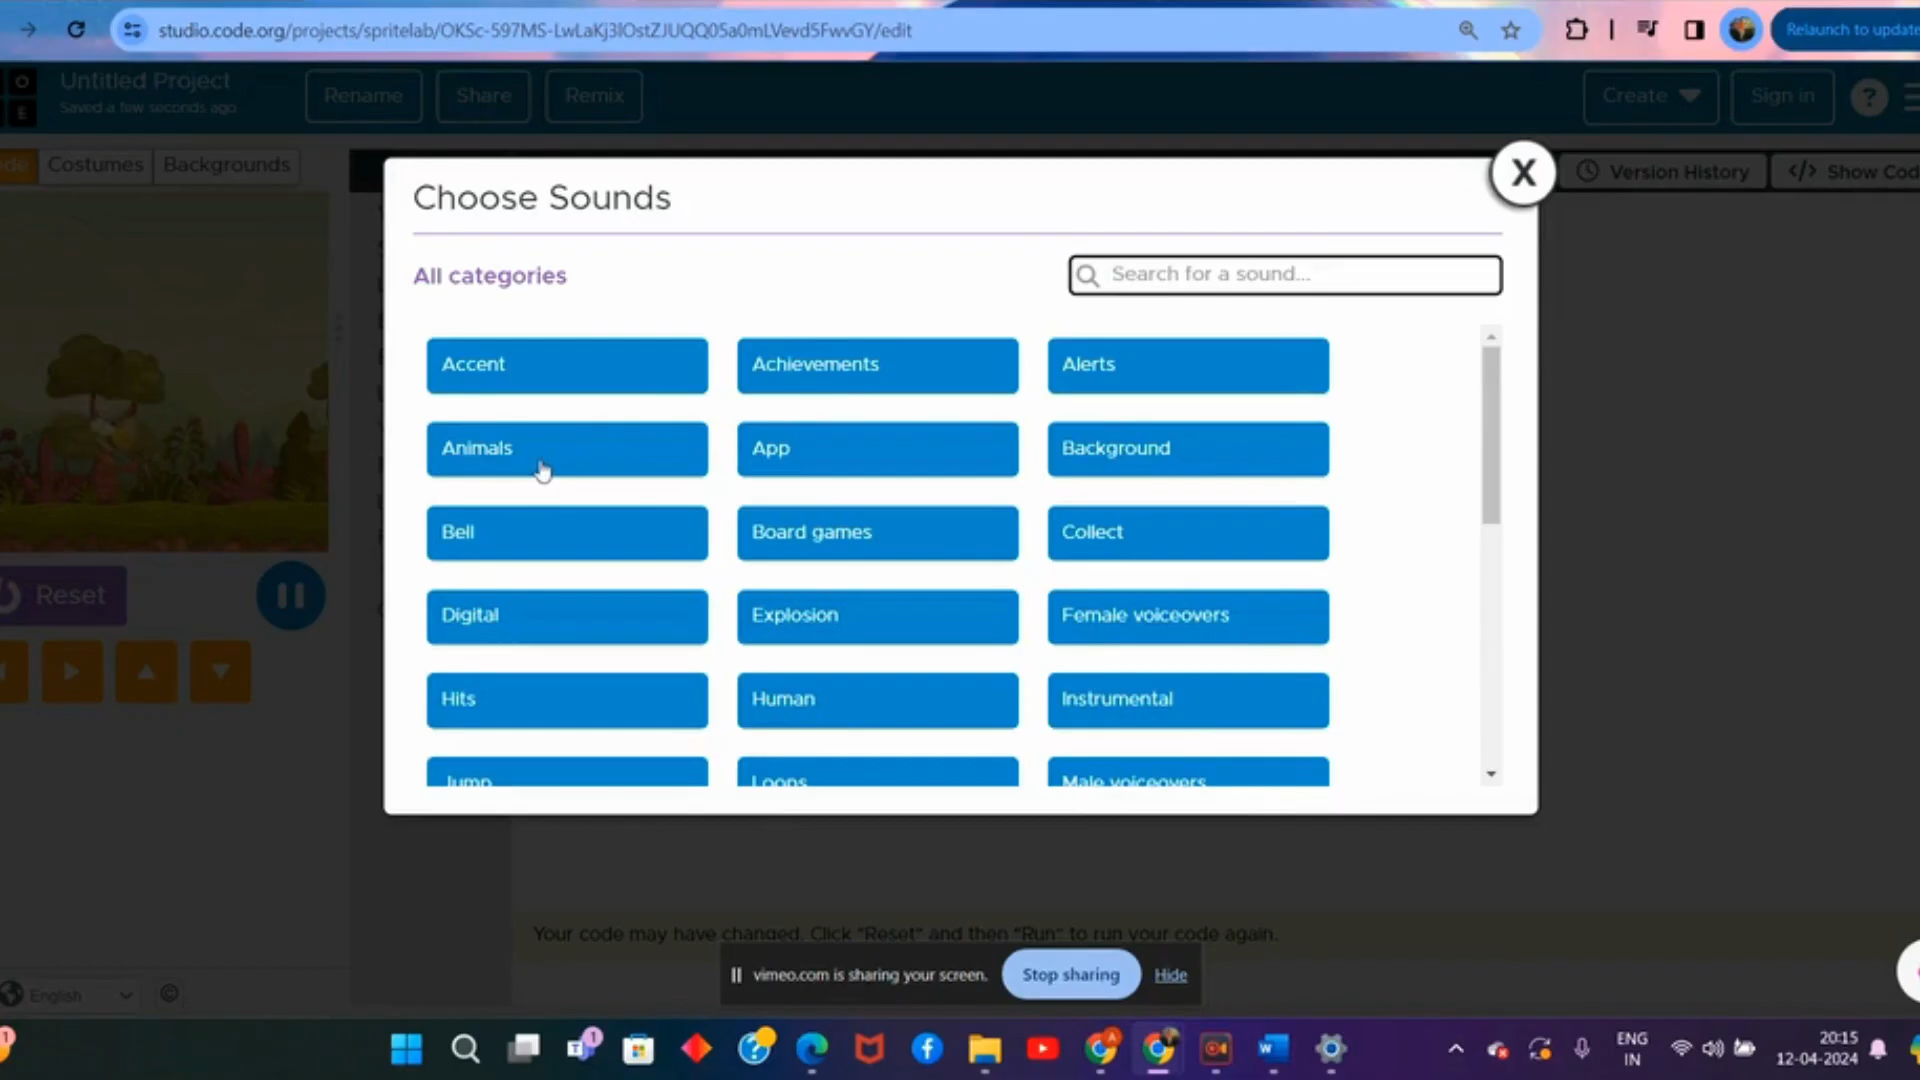 studio.code.org/projects/spritelab/OKSc-597MS-LwLaKj3lOstZJUQQ05a0mLVevd5FwvGY/edit
Relaunch to update
O
E
Untitled Project
Saved a few seconds ago
Rename
Share
Remix
Create
Sign in
?
Costumes
Backgrounds
Version History
</> Show Cod
Choose Sounds
X
All categories
Search for a sound...
Accent
Achievements
Alerts
Animals
App
Background
Bell
Board games
Collect
Digital
Explosion
Female voiceovers
Hits
Human
Instrumental
Jump
Loops
Male voiceovers
Reset
Your code may have changed. Click "Reset" and then "Run" to run your code again.
vimeo.com is sharing your screen.
Stop sharing
Hide
English
ENG
IN
20:15
12-04-2024